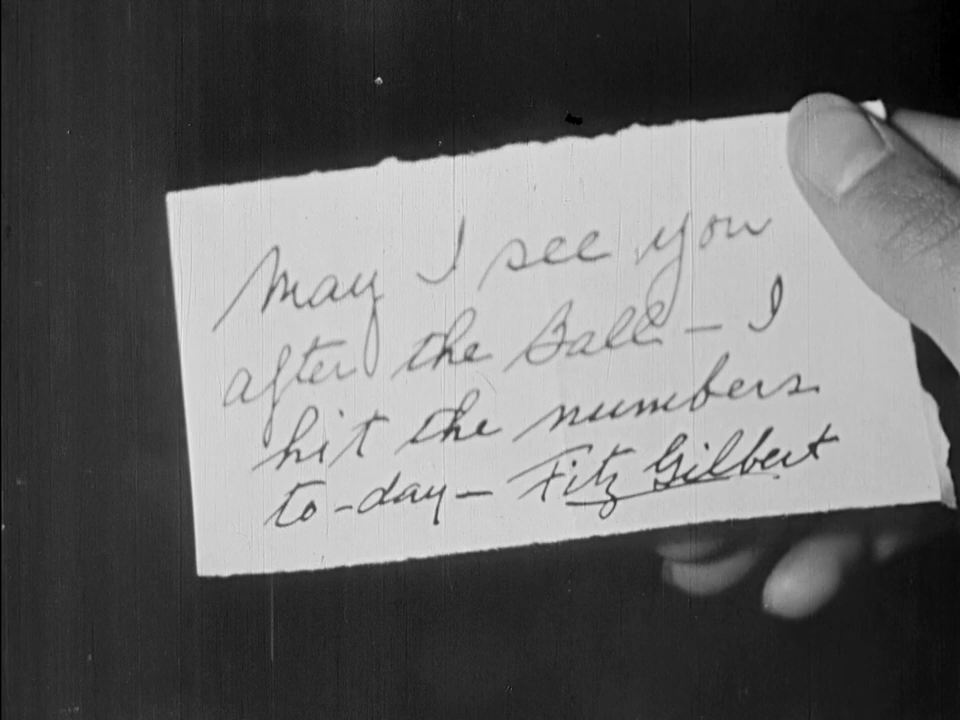 May I see you
after the Ball - I
hit the numbers
to-day - Fitz Gilbert